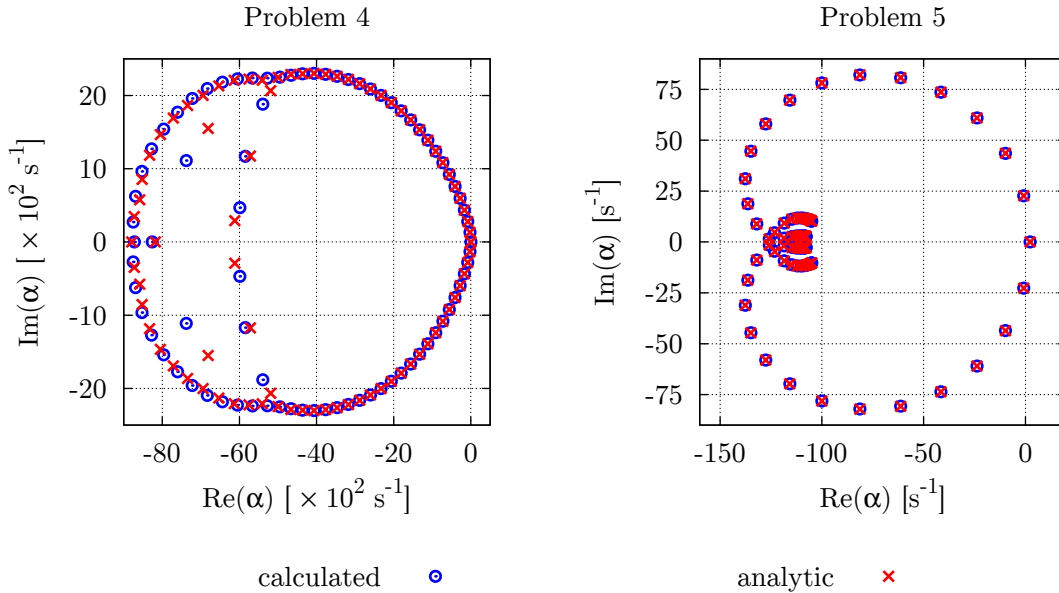 Problem 4
20
10
0
-10
-20
-80
-60
-40
-20
0
Im(α) [ × 10² s⁻¹]
Re(α) [ × 10² s⁻¹]
Problem 5
75
50
25
0
-25
-50
-75
-150
-100
-50
0
Im(α) [s⁻¹]
Re(α) [s⁻¹]
calculated
analytic